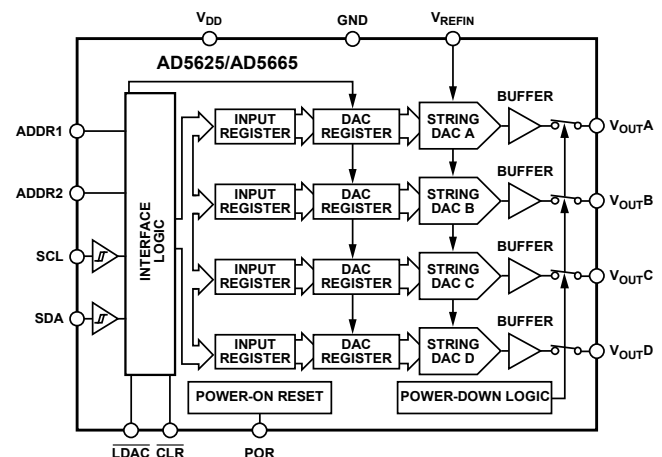 VDD
GND
VREFIN
AD5625/AD5665
BUFFER
ADDR1
INPUT REGISTER
DAC REGISTER
STRING DAC A
VOUTA
ADDR2
BUFFER
INPUT REGISTER
DAC REGISTER
STRING DAC B
VOUTB
INTERFACE LOGIC
SCL
BUFFER
INPUT REGISTER
DAC REGISTER
STRING DAC C
VOUTC
SDA
BUFFER
INPUT REGISTER
DAC REGISTER
STRING DAC D
VOUTD
POWER-ON RESET
POWER-DOWN LOGIC
LDAC
CLR
POR